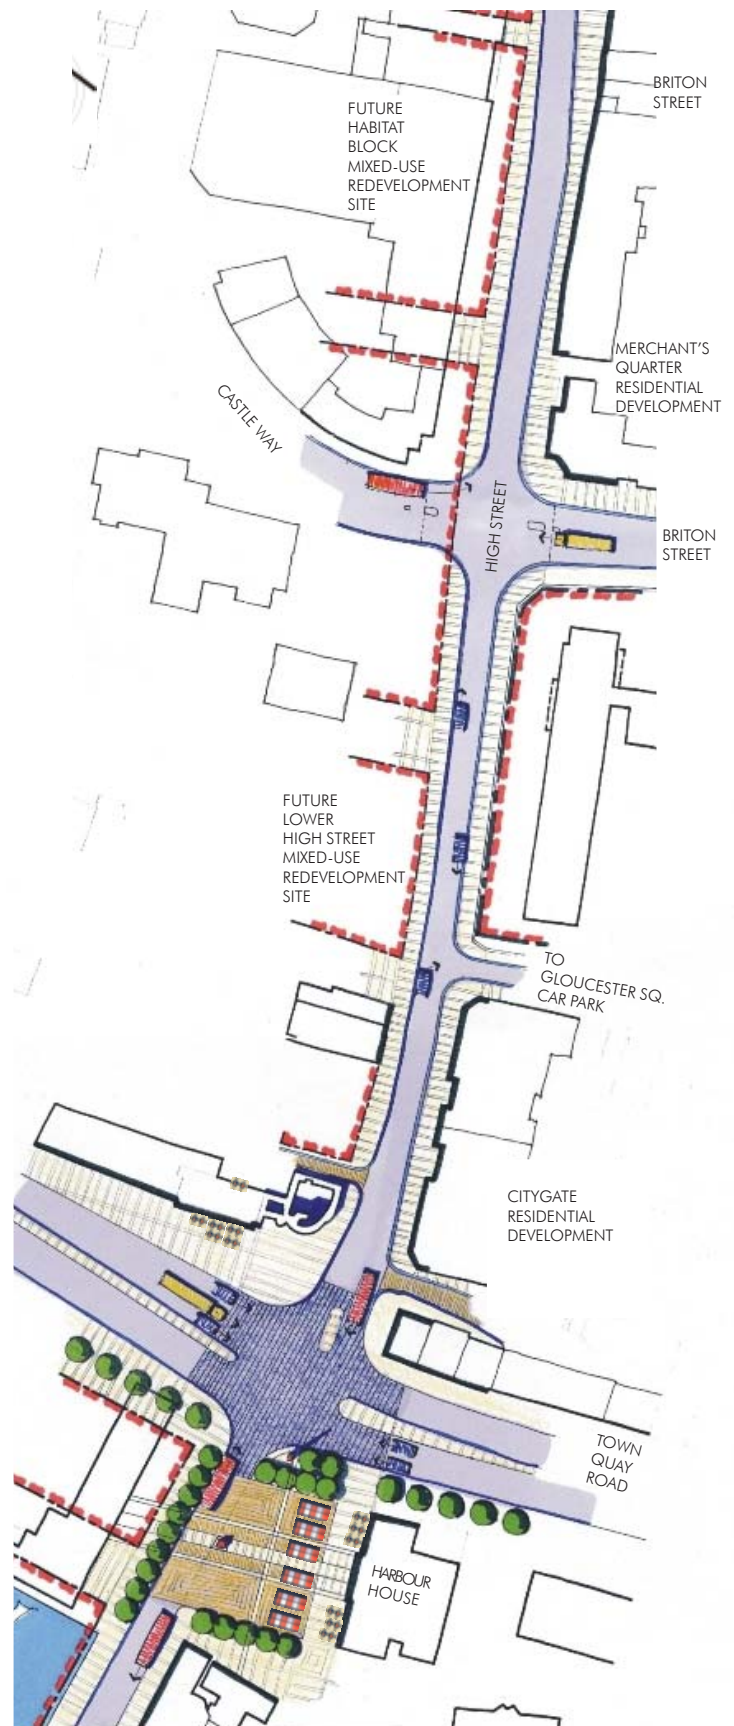 BRITON
STREET
FUTURE
HABITAT
BLOCK
MIXED-USE
REDEVELOPMENT
SITE
MERCHANT'S
QUARTER
RESIDENTIAL
DEVELOPMENT
CASTLE WAY
HIGH STREET
BRITON
STREET
FUTURE
LOWER
HIGH STREET
MIXED-USE
REDEVELOPMENT
SITE
TO
GLOUCESTER SQ.
CAR PARK
CITYGATE
RESIDENTIAL
DEVELOPMENT
TOWN
QUAY
ROAD
HARBOUR
HOUSE